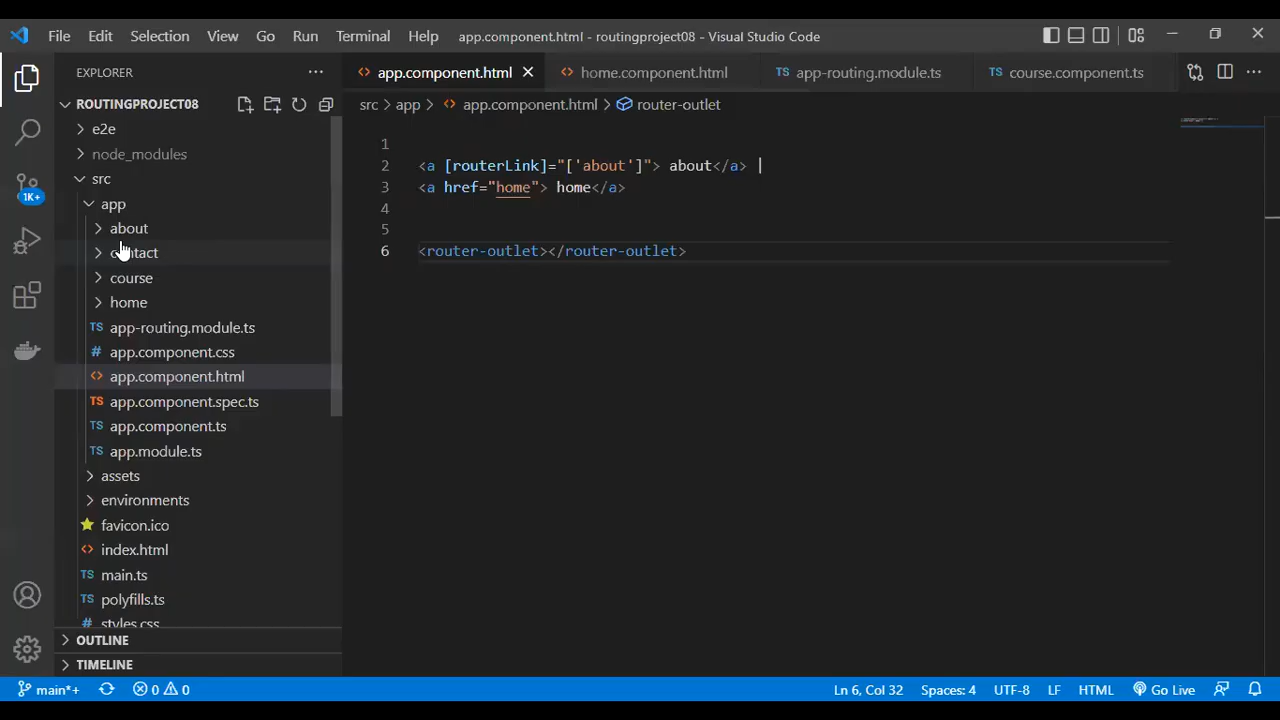 File Edit Selection View Go Run Terminal Help app.component.html - routingproject08 - Visual Studio Code
EXPLORER
app.component.html home.component.html app-routing.module.ts course.component.ts
ROUTINGPROJECT08
src > app > app.component.html > router-outlet
e2e
node_modules
src
app
about
contact
course
home
app-routing.module.ts
app.component.css
app.component.html
app.component.spec.ts
app.component.ts
app.module.ts
assets
environments
favicon.ico
index.html
main.ts
polyfills.ts
styles.css
OUTLINE
TIMELINE
1K+
1
2 <a [routerLink]="['about']"> about</a> |
3 <a href="home"> home</a>
4
5
6 <router-outlet></router-outlet>
main*+ 0 0 Ln 6, Col 32 Spaces: 4 UTF-8 LF HTML Go Live